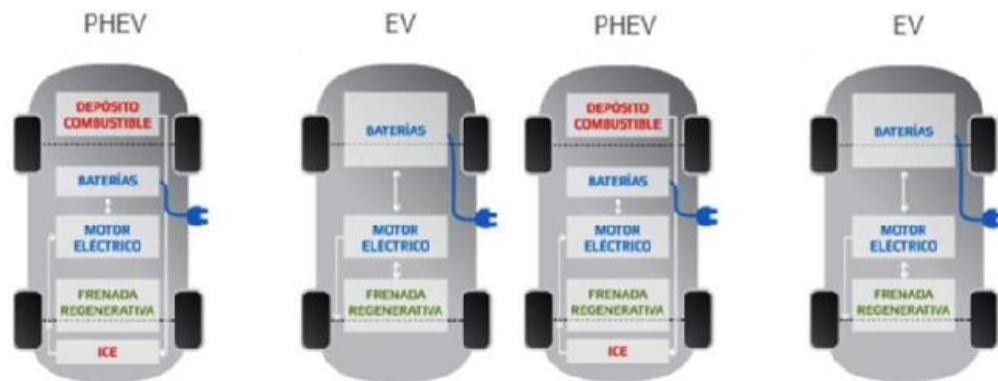 PHEV
EV
PHEV
EV
DEPÓSITO
COMBUSTIBLE
BATERÍAS
MOTOR
ELÉCTRICO
FRENADA
REGENERATIVA
ICE
BATERÍAS
MOTOR
ELÉCTRICO
FRENADA
REGENERATIVA
DEPÓSITO
COMBUSTIBLE
BATERÍAS
MOTOR
ELÉCTRICO
FRENADA
REGENERATIVA
ICE
BATERÍAS
MOTOR
ELÉCTRICO
FRENADA
REGENERATIVA